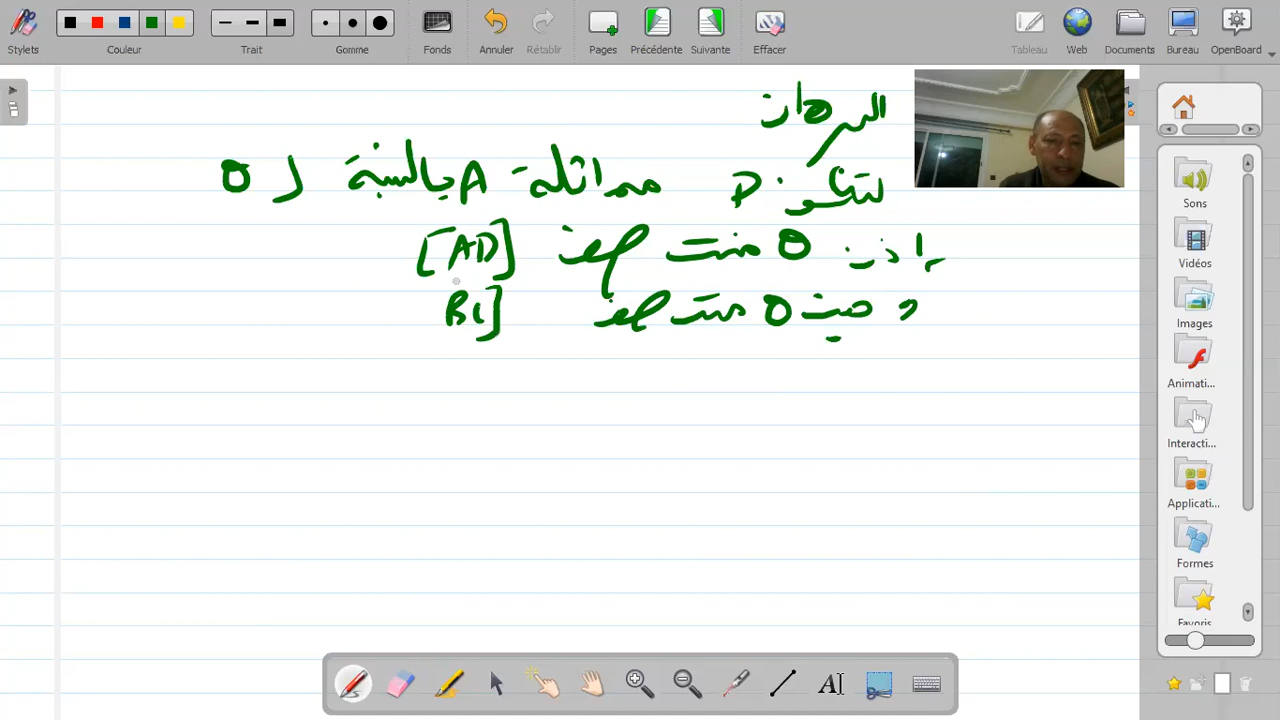 Stylets
Couleur
Trait
Gomme
Fonds
Annuler
Rétablir
Pages
Précédente
Suivante
Effacer
Tableau
Web
Documents
Bureau
OpenBoard
البرهان
لتكن D مماثلة A بالنسبة ل O
إذن O منتصف [AD]
و حيث O منتصف BC]
Sons
Vidéos
Images
Animati...
Interacti...
Applicati...
Formes
Favoris